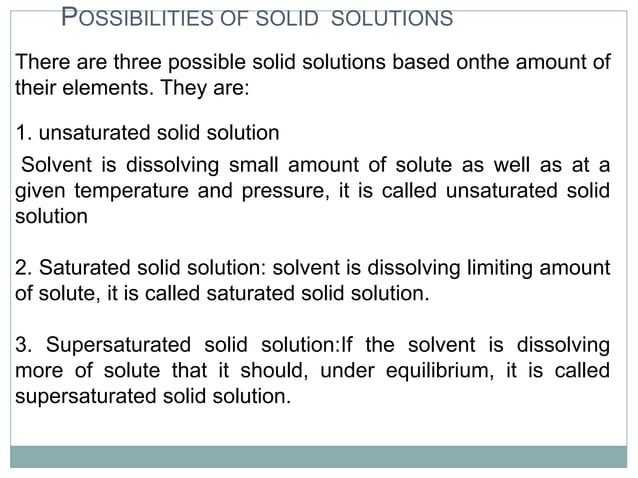 POSSIBILITIES OF SOLID SOLUTIONS
There are three possible solid solutions based onthe amount of
their elements. They are:
1. unsaturated solid solution
Solvent is dissolving small amount of solute as well as at a
given temperature and pressure, it is called unsaturated solid
solution
2. Saturated solid solution: solvent is dissolving limiting amount
of solute, it is called saturated solid solution.
3. Supersaturated solid solution:If the solvent is dissolving
more of solute that it should, under equilibrium, it is called
supersaturated solid solution.